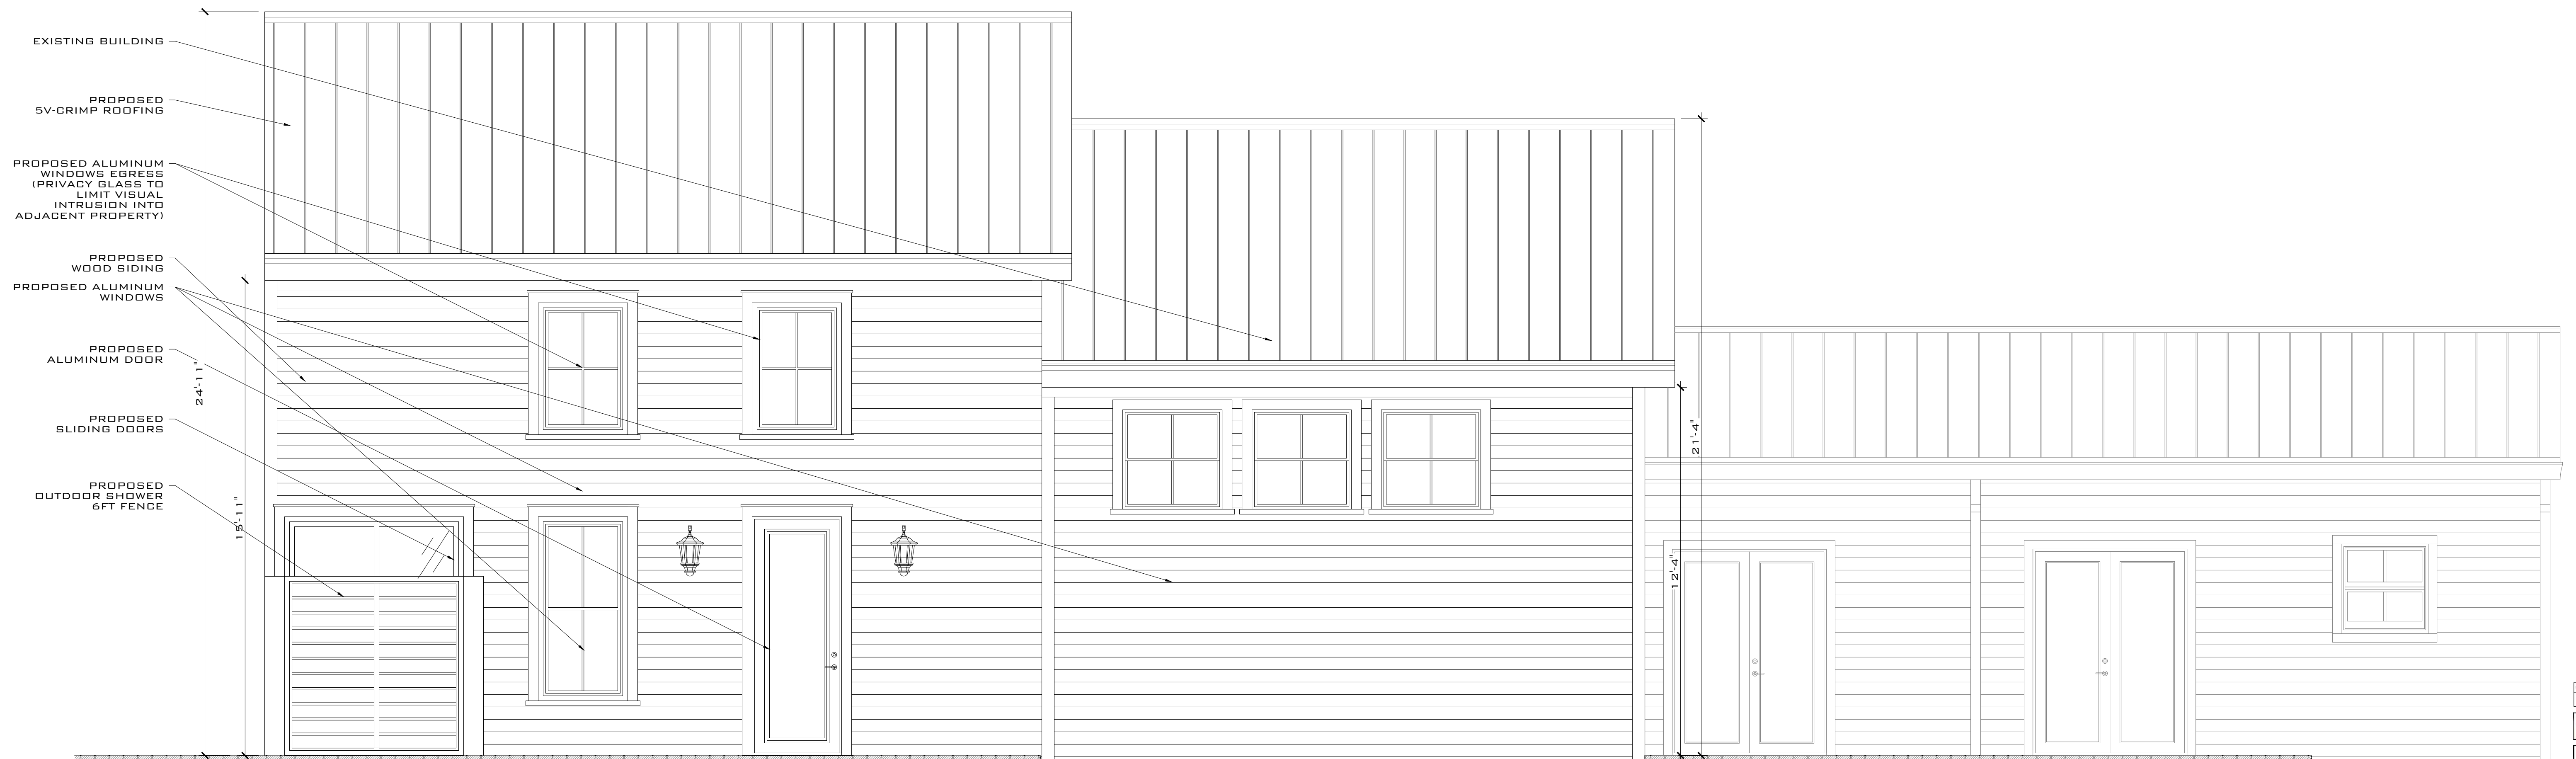 EXISTING BUILDING
PROPOSED
5V-CRIMP ROOFING
PROPOSED ALUMINUM
WINDOWS EGRESS
(PRIVACY GLASS TO
LIMIT VISUAL
INTRUSION INTO
ADJACENT PROPERTY)
PROPOSED
WOOD SIDING
PROPOSED ALUMINUM
WINDOWS
PROPOSED
ALUMINUM DOOR
PROPOSED
SLIDING DOORS
PROPOSED
OUTDOOR SHOWER
6FT FENCE
24'-11"
15'-11"
21'-4"
12'-4"